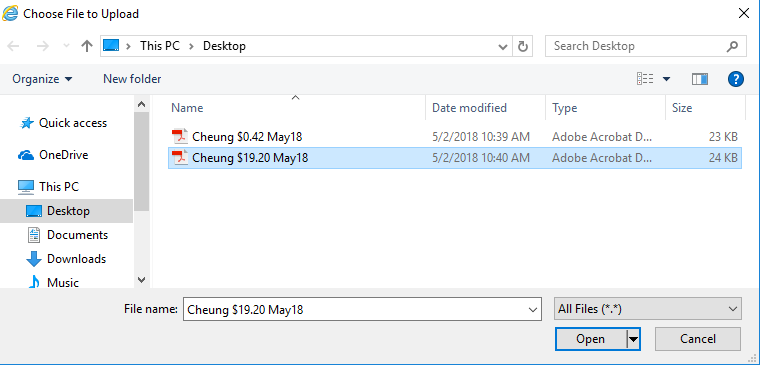 Choose File to Upload
This PC Desktop Search Desktop
Organize New folder
Name Date modified Type Size
Quick access
OneDrive
This PC
Desktop
Documents
Downloads
Music
Cheung $0.42 May18 5/2/2018 10:39 AM Adobe Acrobat D... 23 KB
Cheung $19.20 May18 5/2/2018 10:40 AM Adobe Acrobat D... 24 KB
File name: Cheung $19.20 May18 All Files (*.*)
Open Cancel